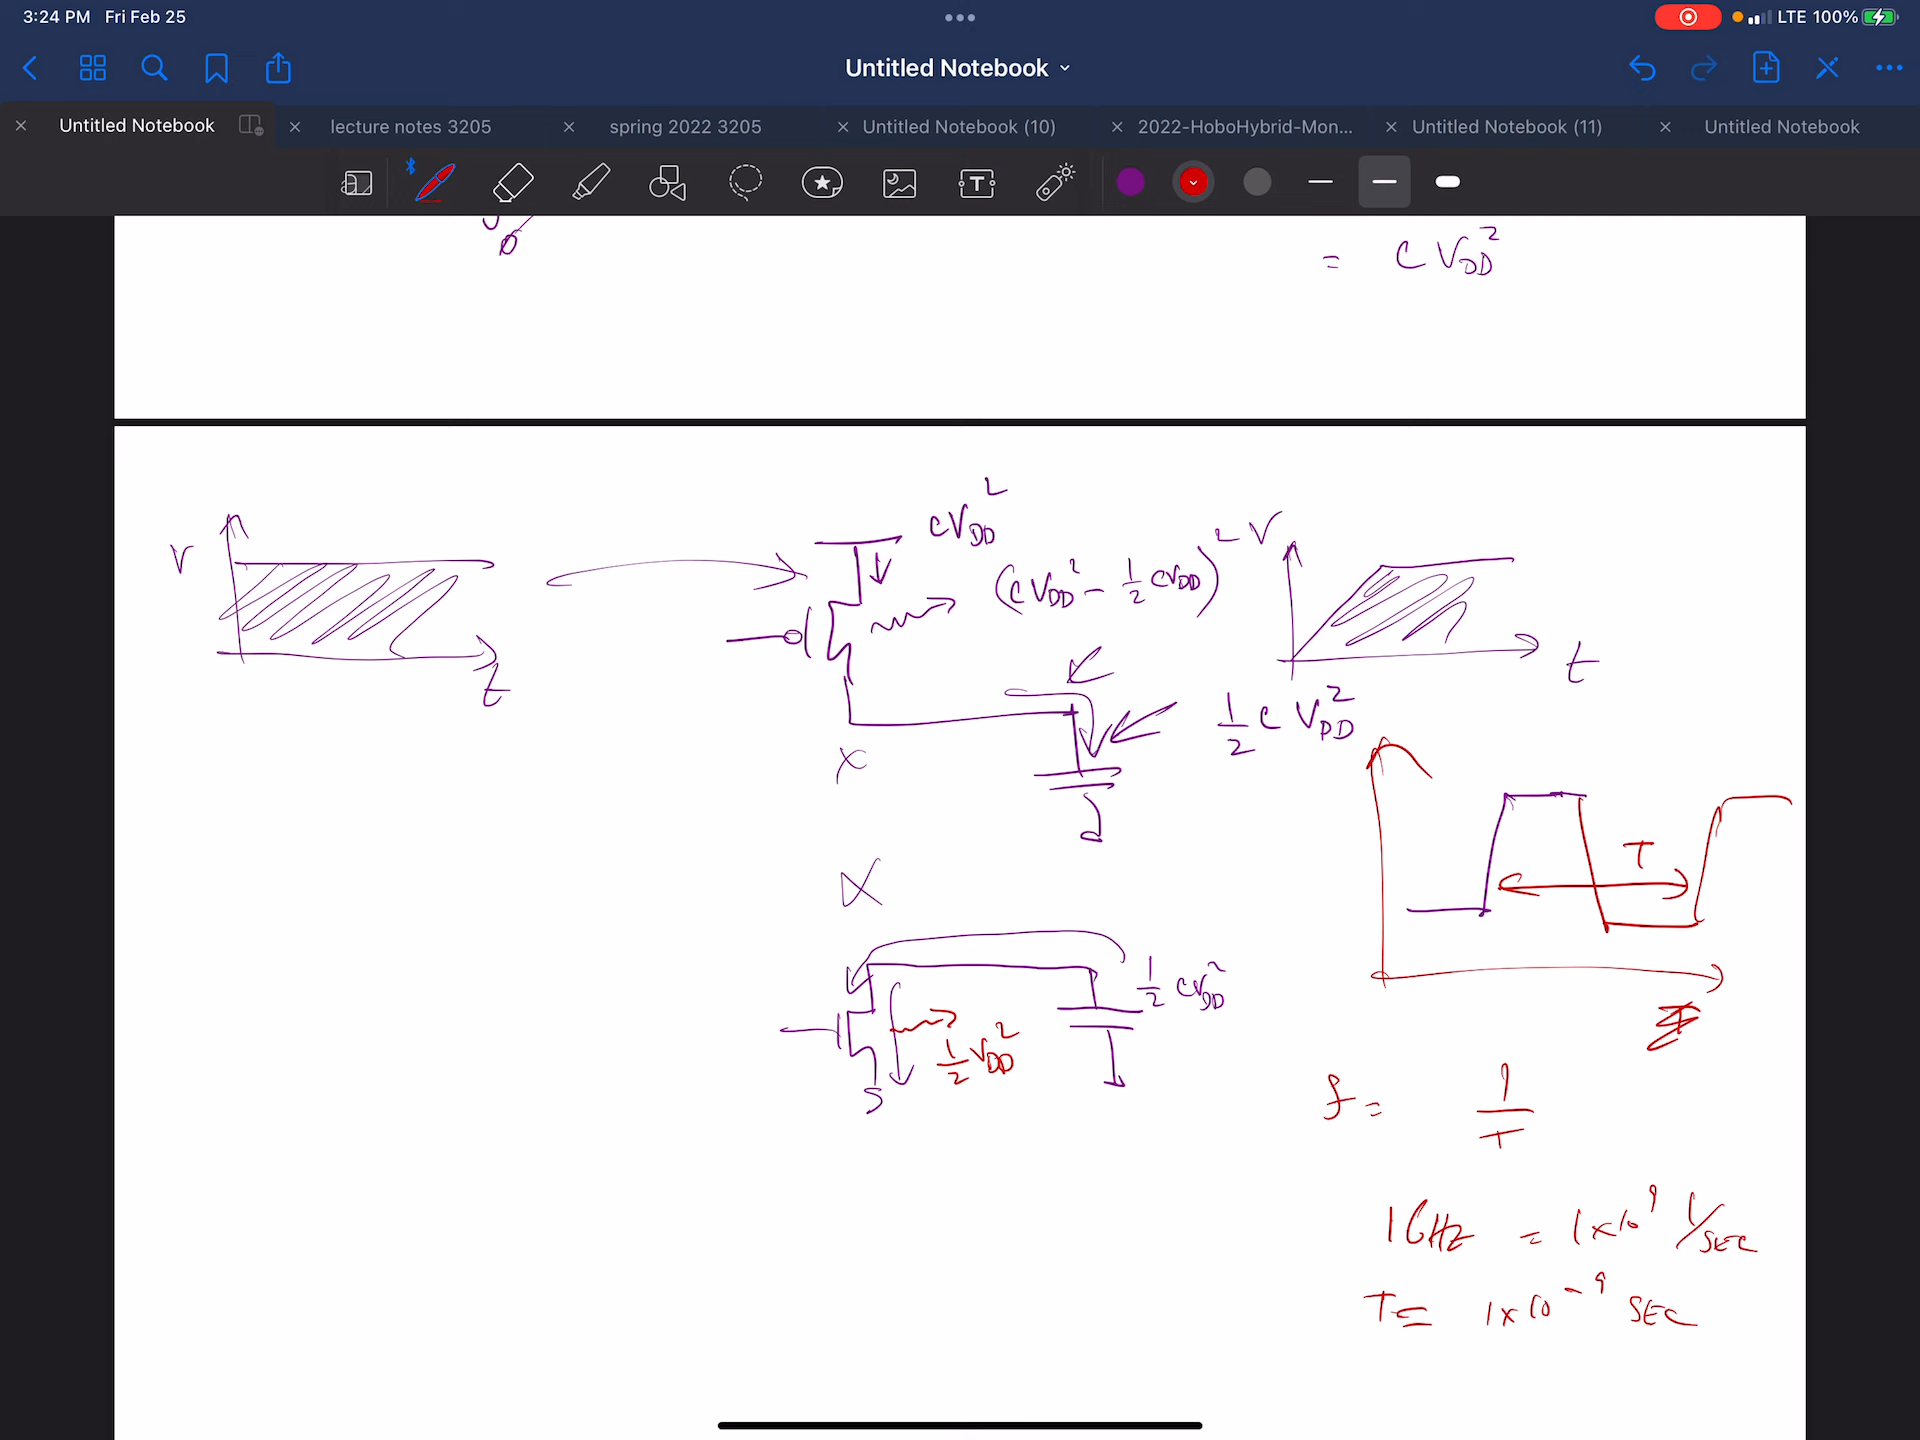 3:24 PM Fri Feb 25
LTE 100%
Untitled Notebook
Untitled Notebook
lecture notes 3205
spring 2022 3205
Untitled Notebook (10)
2022-HoboHybrid-Mon...
Untitled Notebook (11)
Untitled Notebook
T
= C V_DD^2
V
t
CV_DD^2
(CV_DD^2 - 1/2 CV_DD)^2
V
t
1/2 C V_DD^2
X
T
1/2 CV_DD^2
1/2 V_DD^2
f = 1/T
1GHz = 1x10^9 1/SEC
T = 1x10^-9 SEC